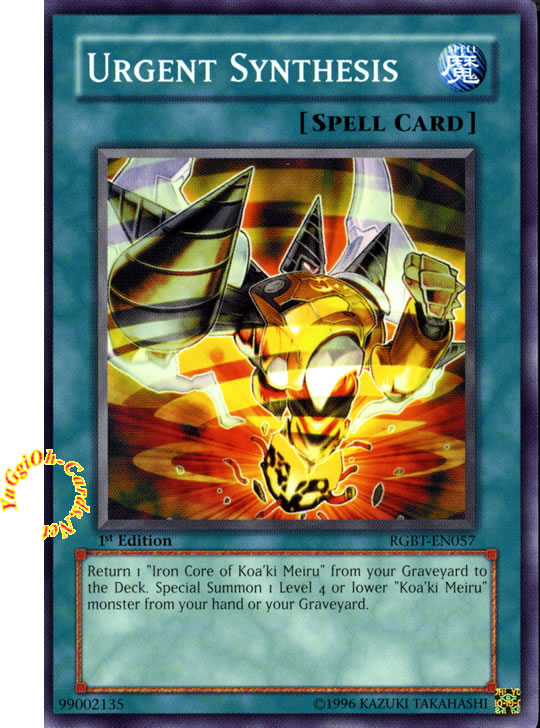 URGENT SYNTHESIS
SPELL
魔
[SPELL CARD]
YuGgiOh-Cards.Net
1st Edition
RGBT-EN057
Return 1 "Iron Core of Koa'ki Meiru" from your Graveyard to
the Deck. Special Summon 1 Level 4 or lower "Koa'ki Meiru"
monster from your hand or your Graveyard.
99002135
©1996 KAZUKI TAKAHASHI